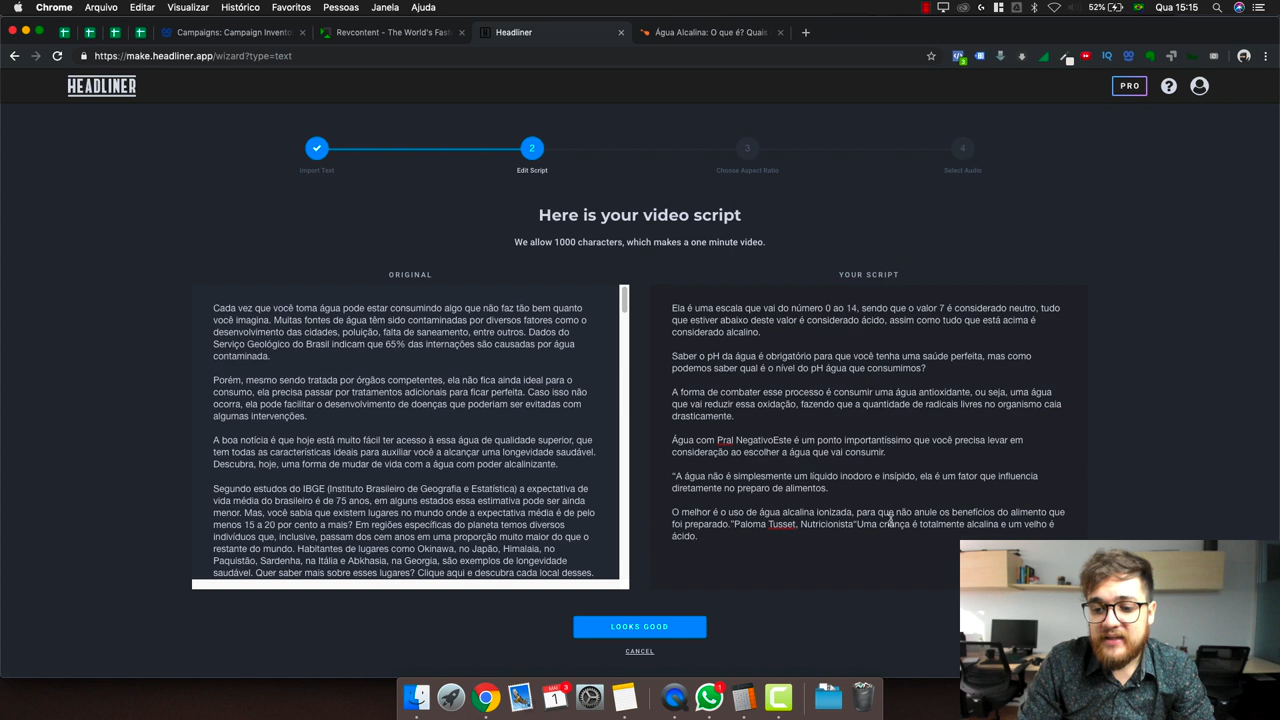 Chrome Arquivo Editar Visualizar Histórico Favoritos Pessoas Janela Ajuda
52% Qua 15:15
Campaigns: Campaign Invento
Revcontent - The World's Fast
Headliner
Água Alcalina: O que é? Quais
https://make.headliner.app/wizard?type=text
HEADLINER
PRO
2
3
4
Import Text
Edit Script
Choose Aspect Ratio
Select Audio
Here is your video script
We allow 1000 characters, which makes a one minute video.
ORIGINAL
Cada vez que você toma água pode estar consumindo algo que não faz tão bem quanto
você imagina. Muitas fontes de água têm sido contaminadas por diversos fatores como o
desenvolvimento das cidades, poluição, falta de saneamento, entre outros. Dados do
Serviço Geológico do Brasil indicam que 65% das internações são causadas por água
contaminada.
Porém, mesmo sendo tratada por órgãos competentes, ela não fica ainda ideal para o
consumo, ela precisa passar por tratamentos adicionais para ficar perfeita. Caso isso não
ocorra, ela pode facilitar o desenvolvimento de doenças que poderiam ser evitadas com
algumas intervenções.
A boa notícia é que hoje está muito fácil ter acesso à essa água de qualidade superior, que
tem todas as características ideais para auxiliar você a alcançar uma longevidade saudável.
Descubra, hoje, uma forma de mudar de vida com a água com poder alcalinizante.
Segundo estudos do IBGE (Instituto Brasileiro de Geografia e Estatística) a expectativa de
vida média do brasileiro é de 75 anos, em alguns estados essa estimativa pode ser ainda
menor. Mas, você sabia que existem lugares no mundo onde a expectativa média é de pelo
menos 15 a 20 por cento a mais? Em regiões específicas do planeta temos diversos
indivíduos que, inclusive, passam dos cem anos em uma proporção muito maior do que o
restante do mundo. Habitantes de lugares como Okinawa, no Japão, Himalaia, no
Paquistão, Sardenha, na Itália e Abkhasia, na Georgia, são exemplos de longevidade
saudável. Quer saber mais sobre esses lugares? Clique aqui e descubra cada local desses.
YOUR SCRIPT
Ela é uma escala que vai do número 0 ao 14, sendo que o valor 7 é considerado neutro, tudo
que estiver abaixo deste valor é considerado ácido, assim como tudo que está acima é
considerado alcalino.
Saber o pH da água é obrigatório para que você tenha uma saúde perfeita, mas como
podemos saber qual é o nível do pH água que consumimos?
A forma de combater esse processo é consumir uma água antioxidante, ou seja, uma água
que vai reduzir essa oxidação, fazendo que a quantidade de radicais livres no organismo caia
drasticamente.
Água com Pral NegativoEste é um ponto importantíssimo que você precisa levar em
consideração ao escolher a água que vai consumir.
“A água não é simplesmente um líquido inodoro e insípido, ela é um fator que influencia
diretamente no preparo de alimentos.
O melhor é o uso de água alcalina ionizada, para que não anule os benefícios do alimento que
foi preparado.”Paloma Tusset, Nutricionista“Uma criança é totalmente alcalina e um velho é
ácido.
LOOKS GOOD
CANCEL